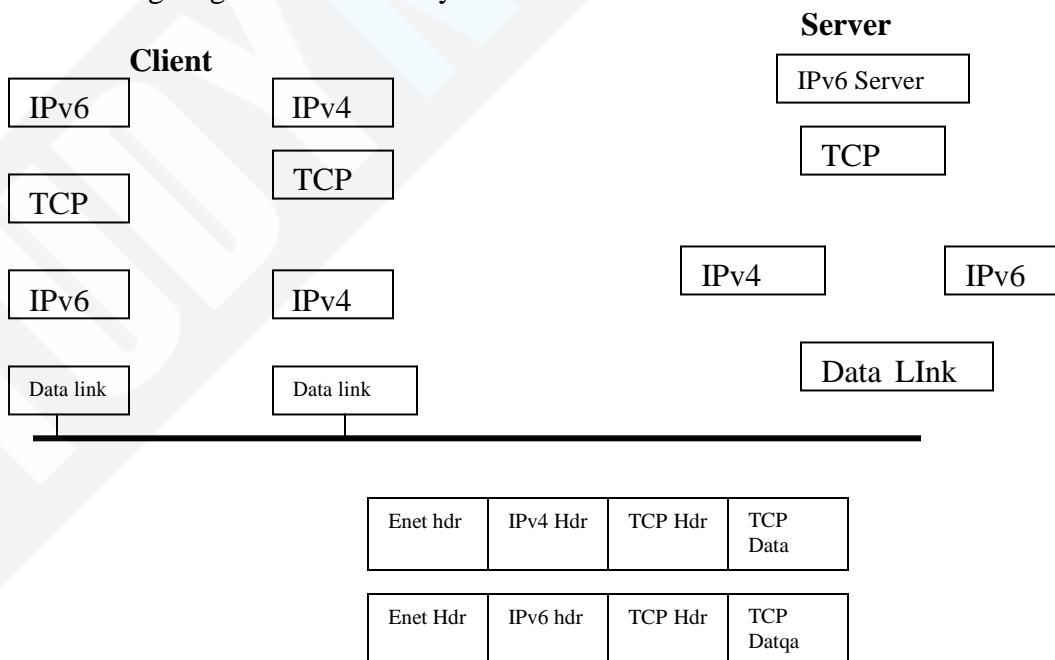 Server
Client
IPv6 Server
IPv6
IPv4
TCP
TCP
TCP
IPv4
IPv6
IPv6
IPv4
Data LInk
Data link
Data link
Enet hdr
IPv4 Hdr
TCP Hdr
TCP
Data
Enet Hdr
IPv6 hdr
TCP Hdr
TCP
Datqa